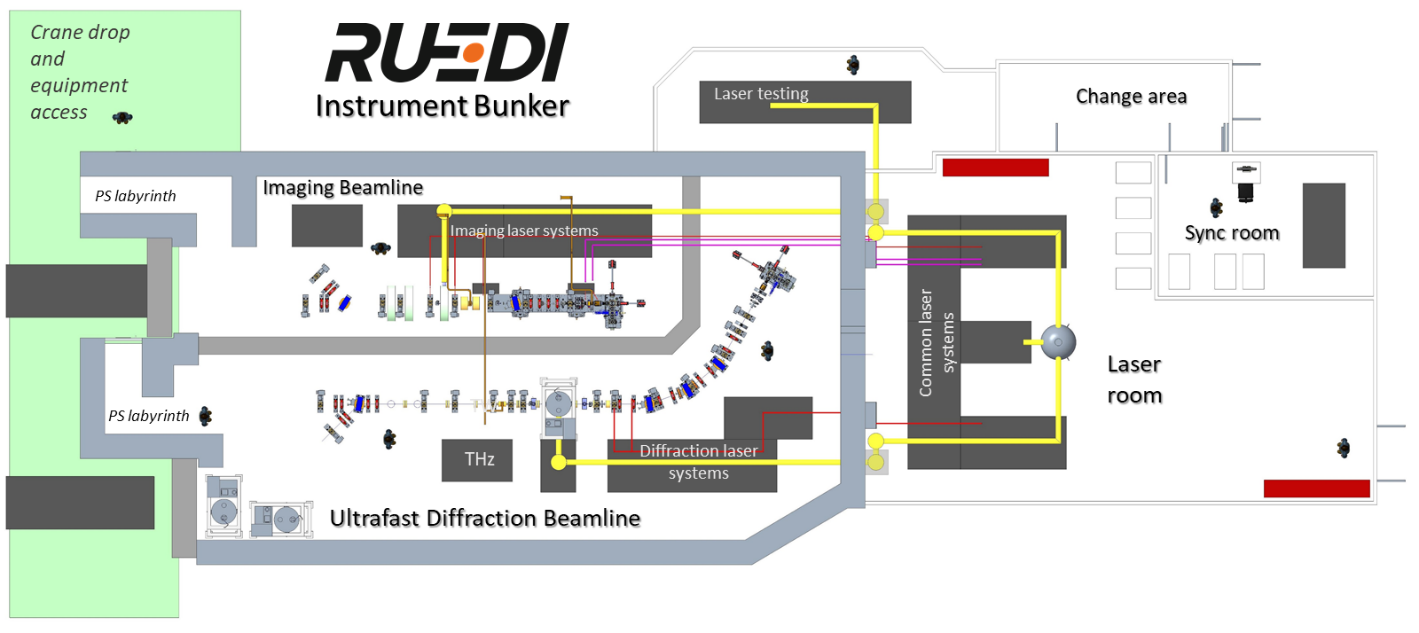 Crane drop
and
equipment
access
RUEDI
Instrument Bunker
Laser testing
Change area
PS labyrinth
Imaging Beamline
Imaging laser systems
Sync room
Common laser
systems
Laser
room
PS labyrinth
THz
Diffraction laser
systems
Ultrafast Diffraction Beamline